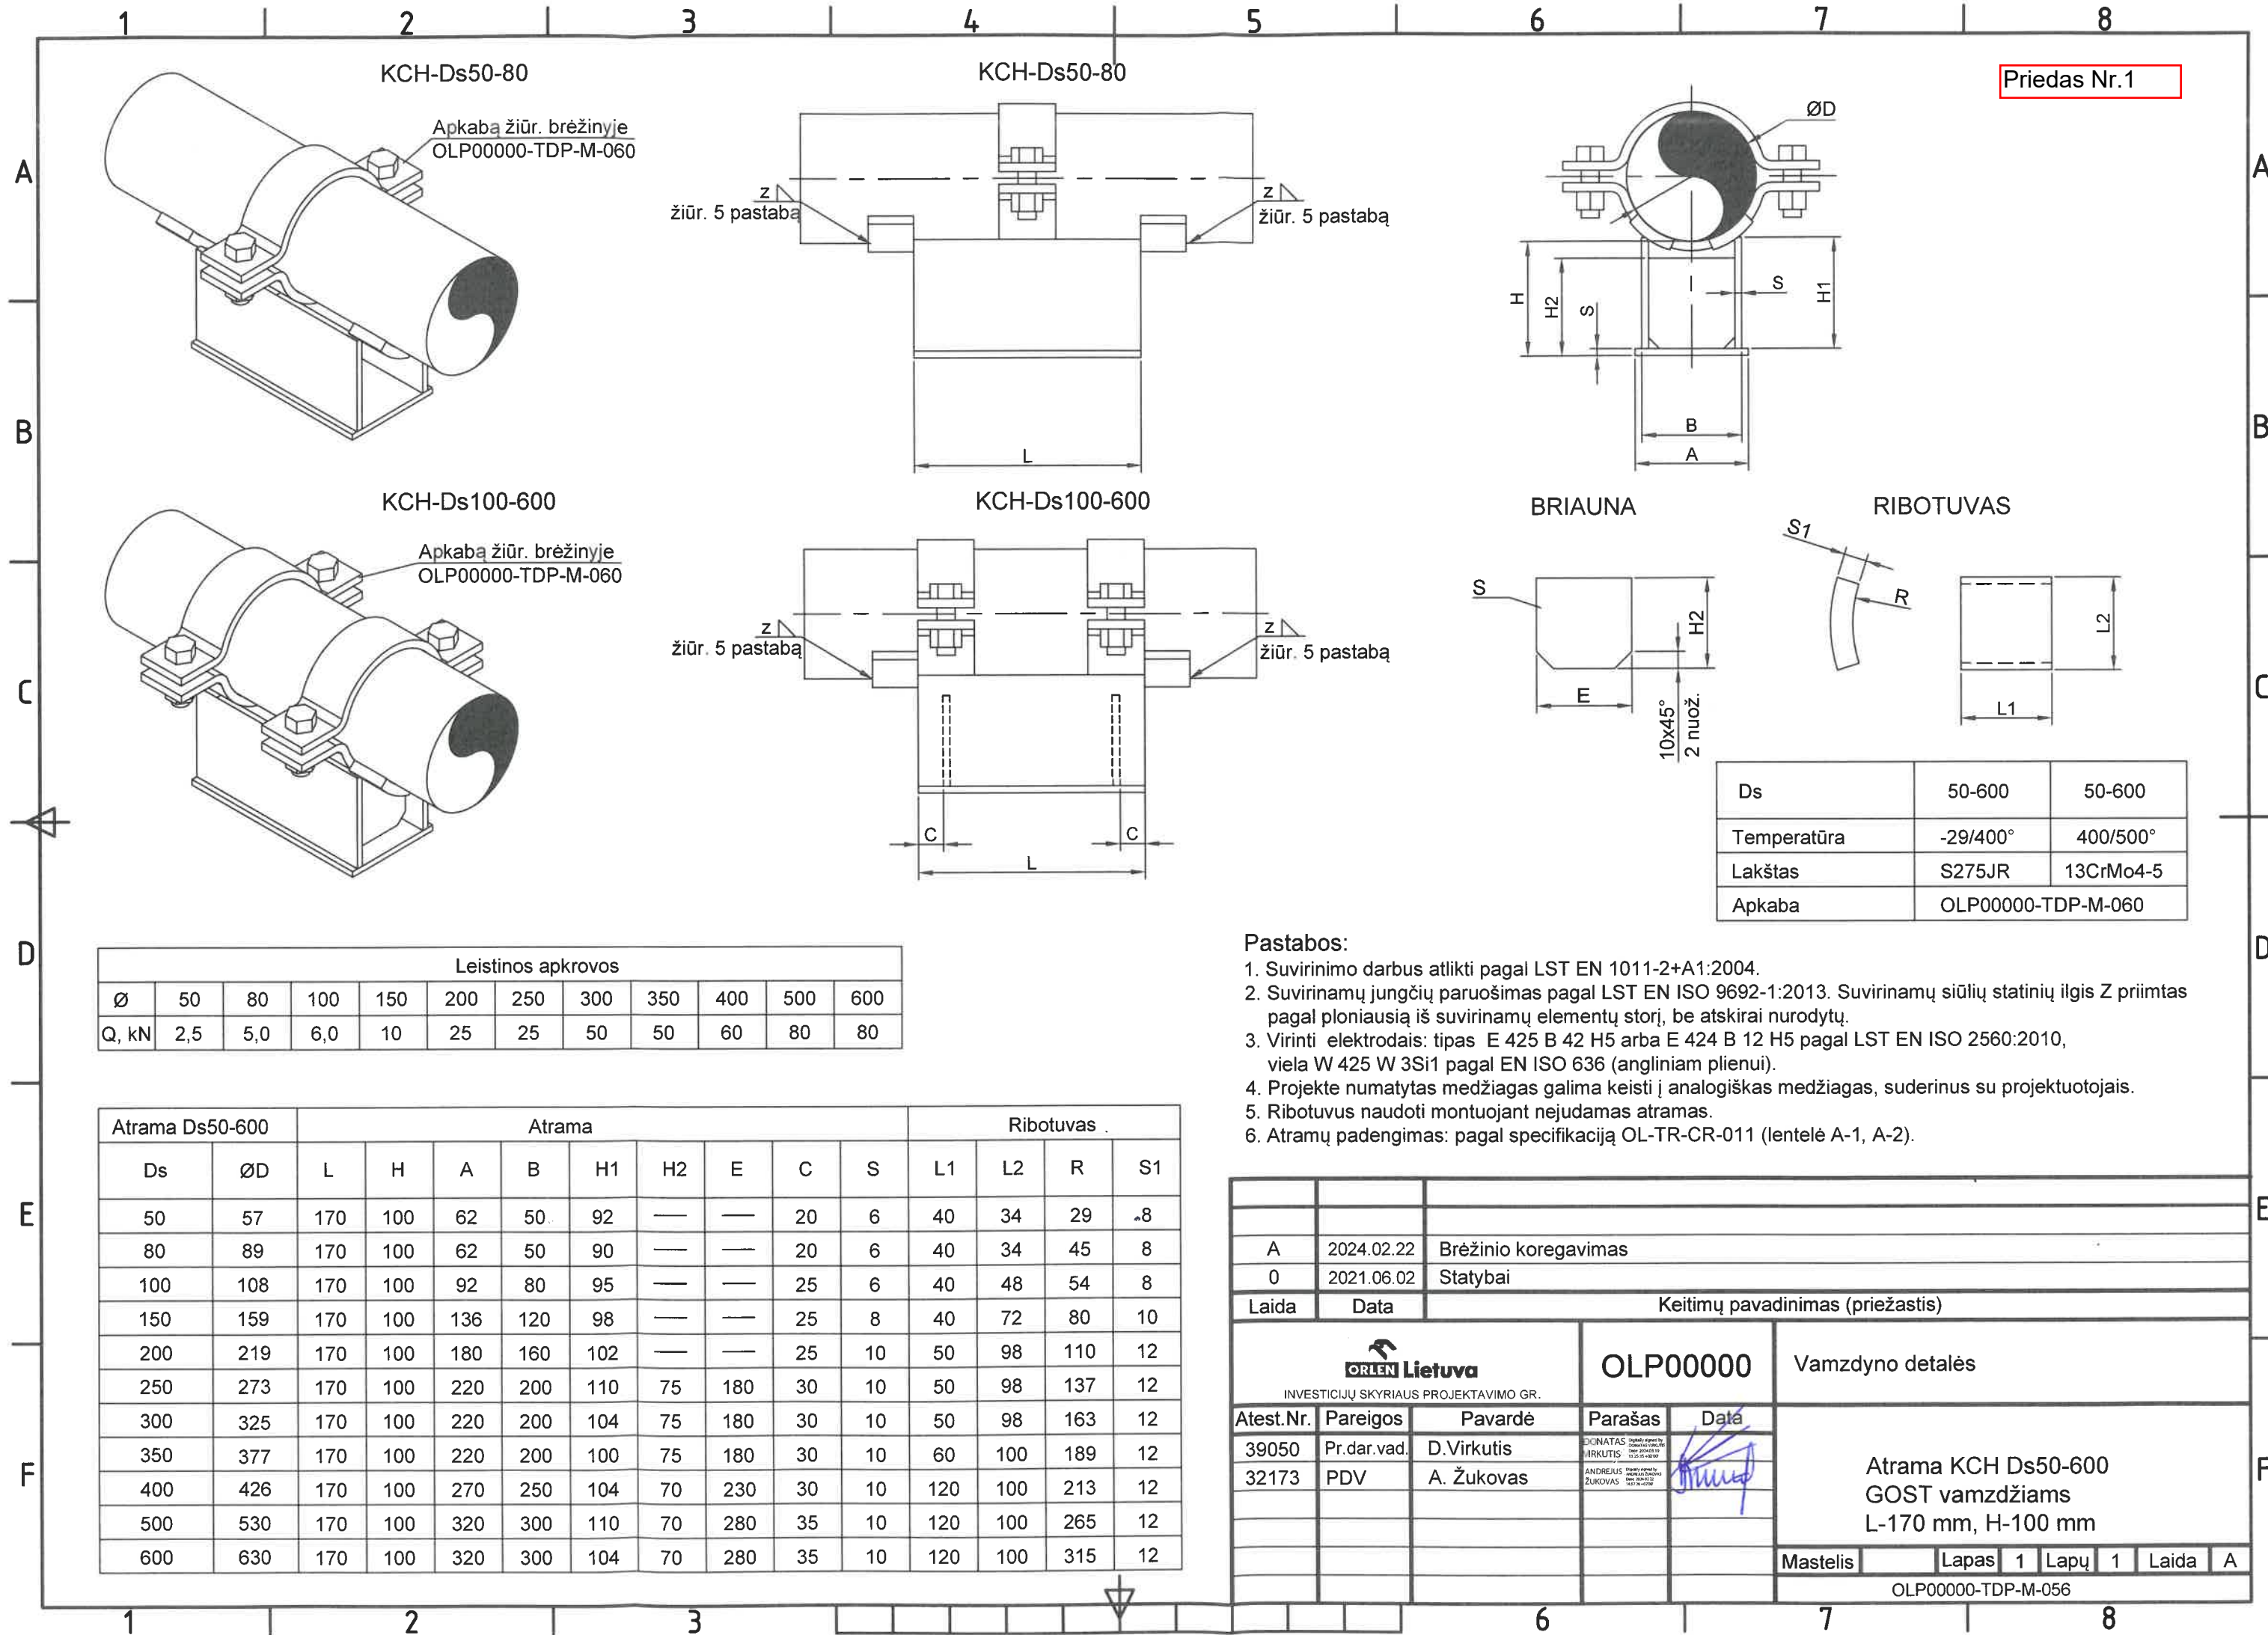 1 2 3 4 5 6 7 8
Priedas Nr.1
KCH-Ds50-80
Apkabą žiūr. brėžinyje
OLP00000-TDP-M-060
KCH-Ds50-80
z
žiūr. 5 pastabą
z
žiūr. 5 pastabą
L
ØD
H
H2
S
S
H1
B
A
KCH-Ds100-600
Apkabą žiūr. brėžinyje
OLP00000-TDP-M-060
KCH-Ds100-600
z
žiūr. 5 pastabą
z
žiūr. 5 pastabą
C
C
L
BRIAUNA
S
H2
E
10x45°
2 nuož.
RIBOTUVAS
S1
R
L2
L1
Ds 50-600 50-600
Temperatūra -29/400° 400/500°
Lakštas S275JR 13CrMo4-5
Apkaba OLP00000-TDP-M-060
Leistinos apkrovos
Ø 50 80 100 150 200 250 300 350 400 500 600
Q, kN 2,5 5,0 6,0 10 25 25 50 50 60 80 80
Pastabos:
1. Suvirinimo darbus atlikti pagal LST EN 1011-2+A1:2004.
2. Suvirinamų jungčių paruošimas pagal LST EN ISO 9692-1:2013. Suvirinamų siūlių statinių ilgis Z priimtas
pagal ploniausią iš suvirinamų elementų storį, be atskirai nurodytų.
3. Virinti elektrodais: tipas E 425 B 42 H5 arba E 424 B 12 H5 pagal LST EN ISO 2560:2010,
viela W 425 W 3Si1 pagal EN ISO 636 (angliniam plienui).
4. Projekte numatytas medžiagas galima keisti į analogiškas medžiagas, suderinus su projektuotojais.
5. Ribotuvus naudoti montuojant nejudamas atramas.
6. Atramų padengimas: pagal specifikaciją OL-TR-CR-011 (lentelė A-1, A-2).
Atrama Ds50-600 Atrama Ribotuvas
Ds ØD L H A B H1 H2 E C S L1 L2 R S1
50 57 170 100 62 50 92 — — 20 6 40 34 29 8
80 89 170 100 62 50 90 — — 20 6 40 34 45 8
100 108 170 100 92 80 95 — — 25 6 40 48 54 8
150 159 170 100 136 120 98 — — 25 8 40 72 80 10
200 219 170 100 180 160 102 — — 25 10 50 98 110 12
250 273 170 100 220 200 110 75 180 30 10 50 98 137 12
300 325 170 100 220 200 104 75 180 30 10 50 98 163 12
350 377 170 100 220 200 100 75 180 30 10 60 100 189 12
400 426 170 100 270 250 104 70 230 30 10 120 100 213 12
500 530 170 100 320 300 110 70 280 35 10 120 100 265 12
600 630 170 100 320 300 104 70 280 35 10 120 100 315 12
A 2024.02.22 Brėžinio koregavimas
0 2021.06.02 Statybai
Laida Data Keitimų pavadinimas (priežastis)
ORLEN Lietuva
INVESTICIJŲ SKYRIAUS PROJEKTAVIMO GR.
OLP00000
Vamzdyno detalės
Atest.Nr. Pareigos Pavardė Parašas Data
39050 Pr.dar.vad. D.Virkutis DONATAS VIRKUTIS
32173 PDV A. Žukovas ANDREJUS ŽUKOVAS
Atrama KCH Ds50-600
GOST vamzdžiams
L-170 mm, H-100 mm
Mastelis Lapas 1 Lapų 1 Laida A
OLP00000-TDP-M-056
A A
B B
C C
D D
E E
F F
1 2 3 6 7 8